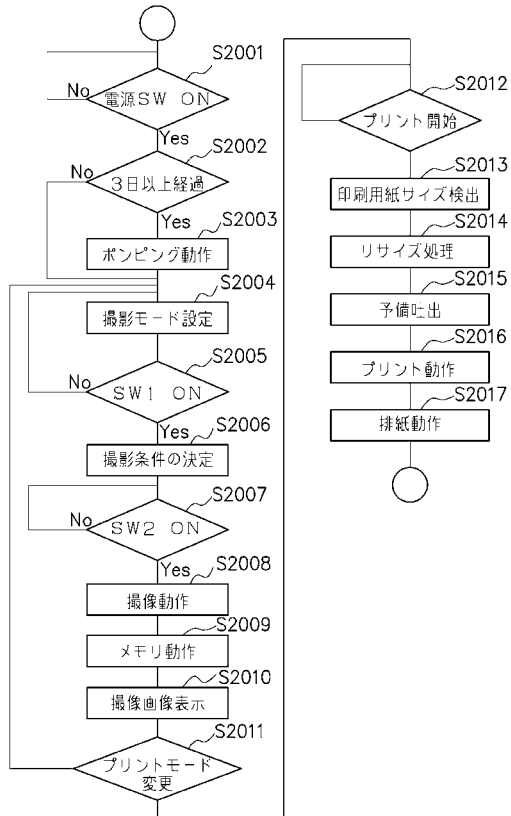 S2001
電源SW ON
No
Yes
S2002
3日以上経過
No
Yes
S2003
ポンピング動作
S2004
撮影モード設定
S2005
SW1 ON
No
Yes
S2006
撮影条件の決定
S2007
SW2 ON
No
Yes
S2008
撮像動作
S2009
メモリ動作
S2010
撮像画像表示
S2011
プリントモード
変更
S2012
プリント開始
S2013
印刷用紙サイズ検出
S2014
リサイズ処理
S2015
予備吐出
S2016
プリント動作
S2017
排紙動作